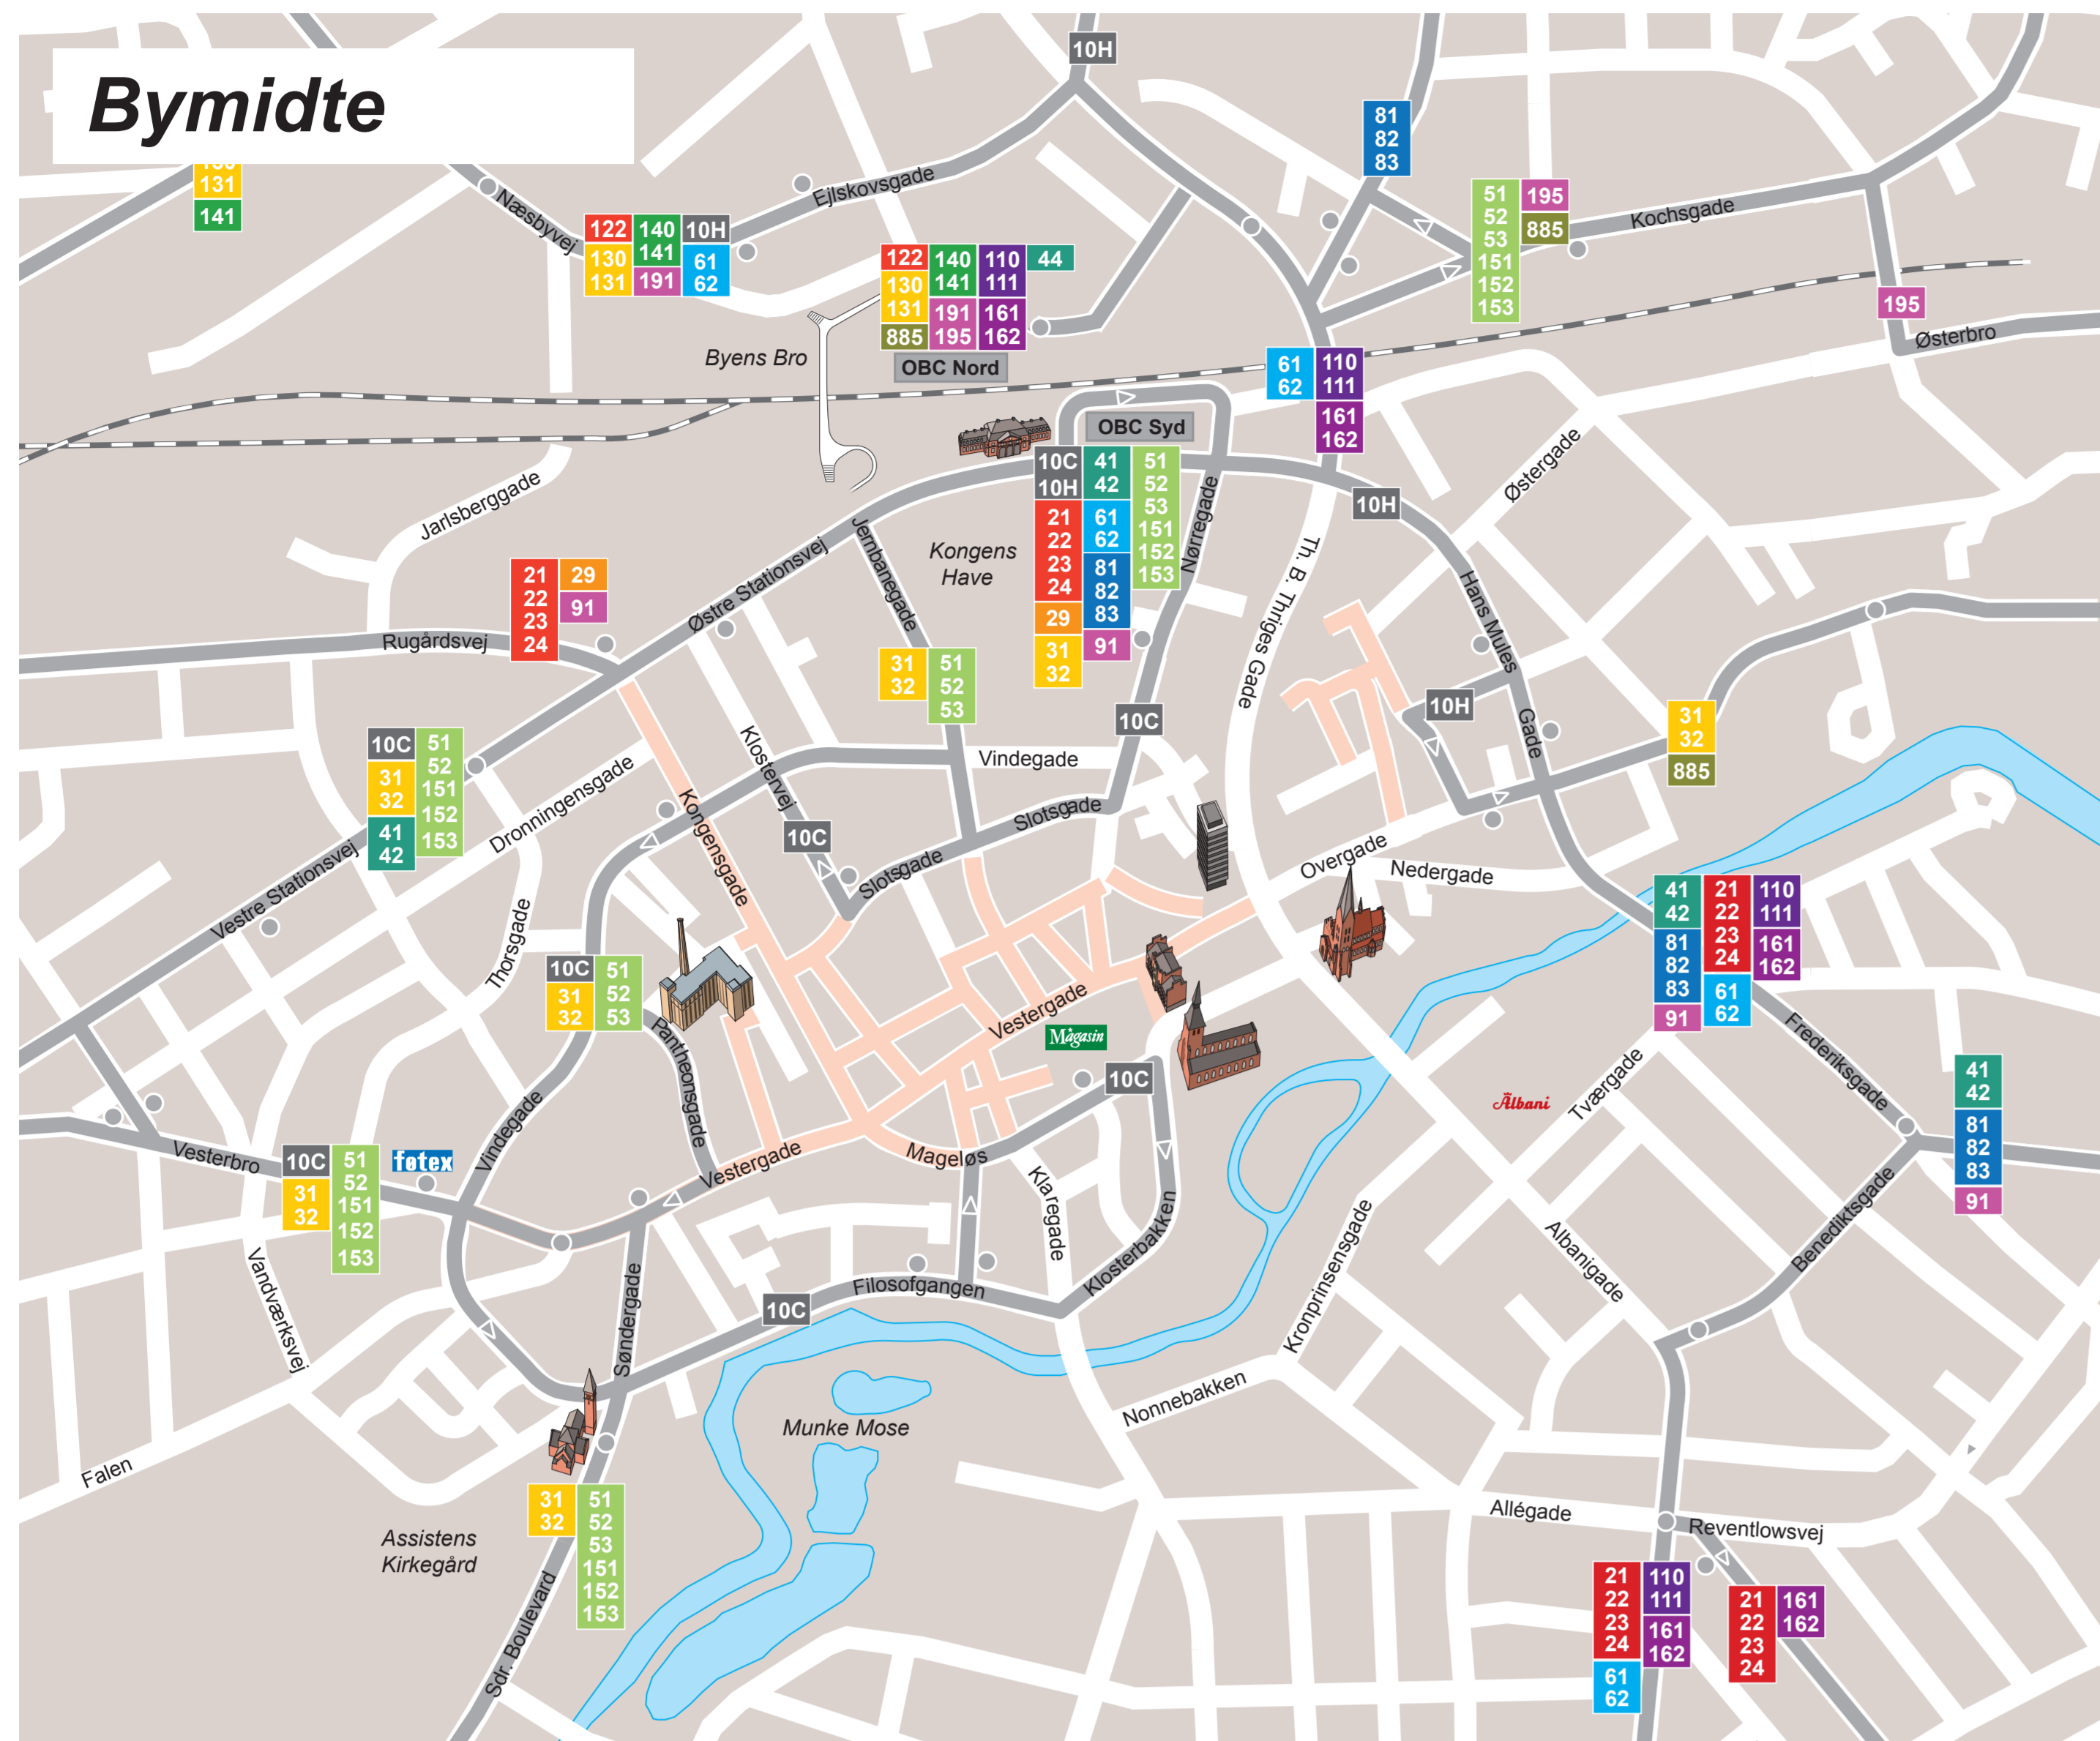 Bymidte
10H
81
82
83
131
141
Næsbyvej
Ejlskovsgade
122
130
131
140
141
191
10H
61
62
122
130
131
885
140
141
191
195
110
111
161
162
44
OBC Nord
Byens Bro
51
52
53
151
152
153
195
885
Kochsgade
195
Østerbro
61
62
110
111
161
162
OBC Syd
10C
10H
21
22
23
24
29
31
32
41
42
61
62
81
82
83
91
51
52
53
151
152
153
Nørregade
10H
Østergade
Jarlsberggade
Kongens
Have
Jernbanegade
Østre Stationsvej
Th. B. Thriges Gade
Hans Mules
Gade
21
22
23
24
29
91
Rugårdsvej
31
32
51
52
53
10C
10H
31
32
885
10C
31
32
41
42
51
52
151
152
153
Klostervej
Vindegade
Dronningensgade
Kongensgade
10C
Slotsgade
Slotsgade
Overgade
Nedergade
Vestre Stationsvej
Thorsgade
41
42
81
82
83
91
21
22
23
24
61
62
110
111
161
162
10C
31
32
51
52
53
Pantheonsgade
Vestergade
Magasin
10C
Frederiksgade
Tværgade
Albani
41
42
81
82
83
91
Vesterbro
10C
31
32
51
52
151
152
153
føtex
Vindegade
Vestergade
Mageløs
Klaregade
Klosterbakken
Kronprinsensgade
Albanigade
Benediktsgade
Vandværksvej
Søndergade
10C
Filosofgangen
Nonnebakken
Munke Mose
Falen
Assistens
Kirkegård
31
32
51
52
53
151
152
153
Sdr. Boulevard
Allégade
Reventlowsvej
21
22
23
24
61
62
110
111
161
162
21
22
23
24
161
162